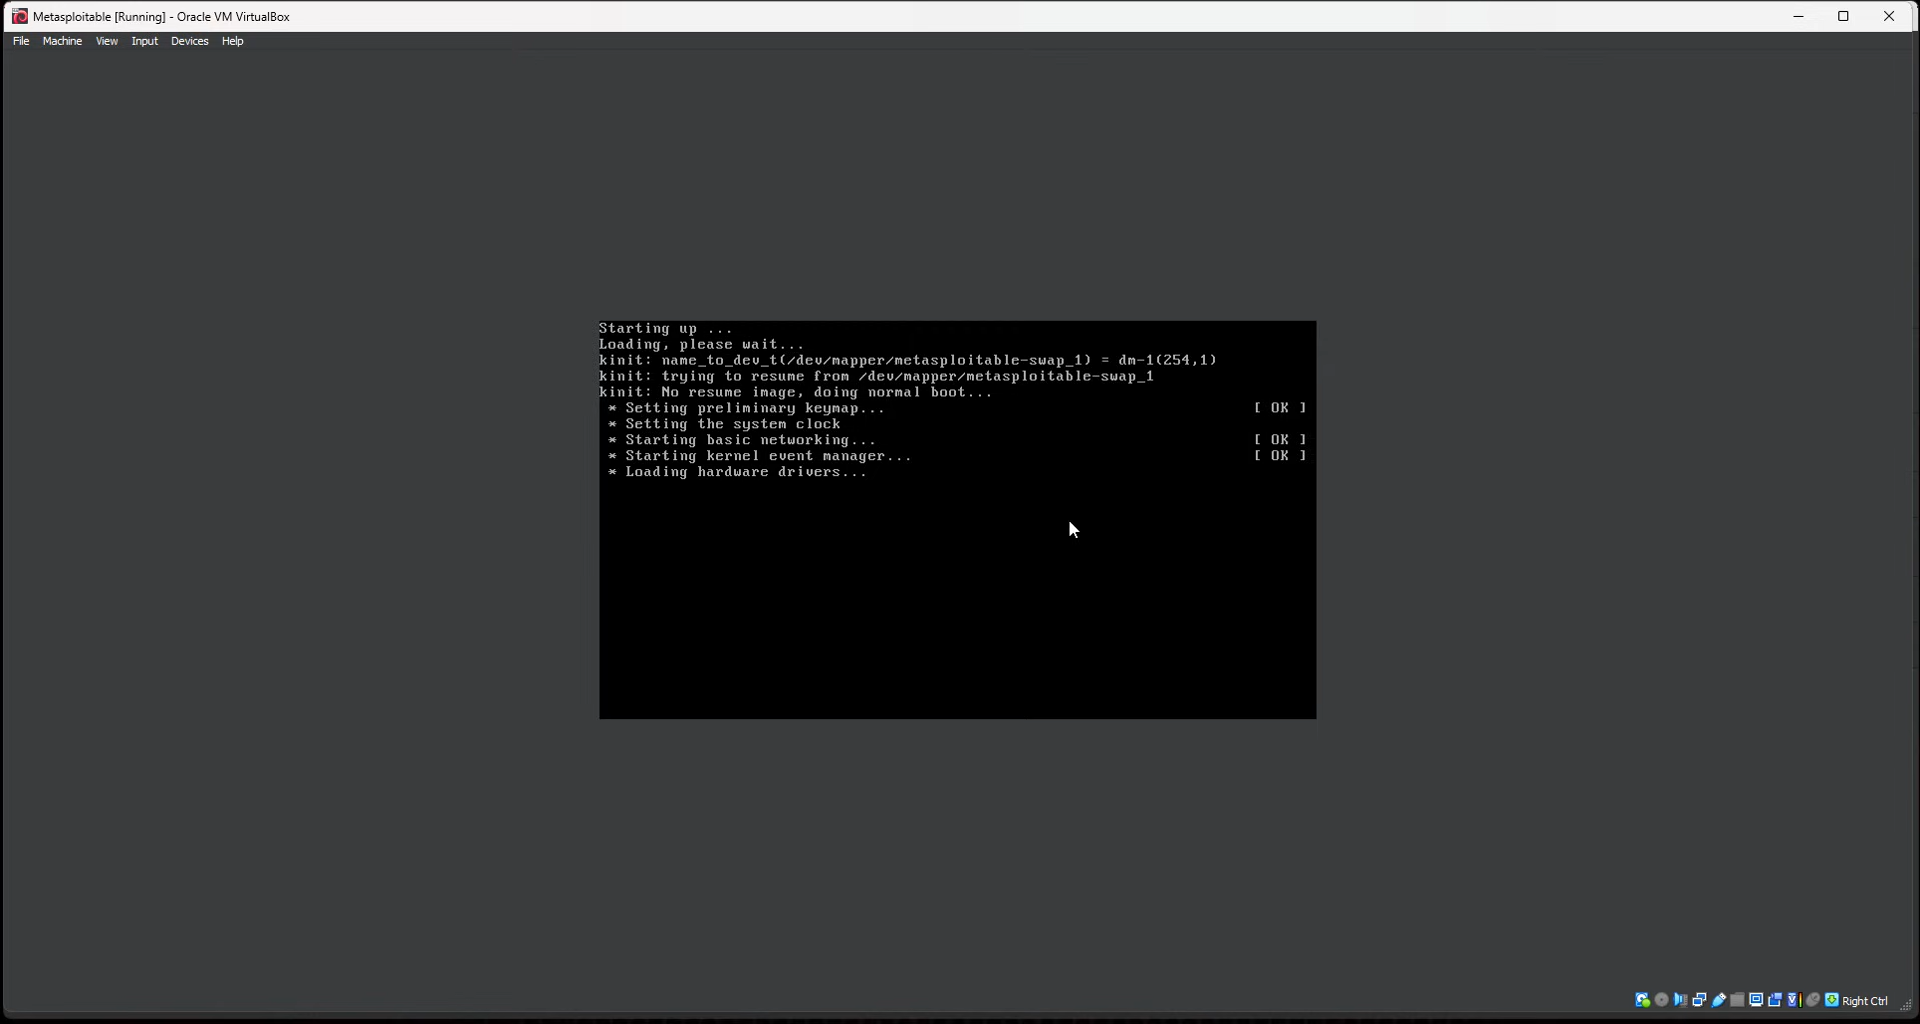 Metasploitable [Running] - Oracle VM VirtualBox
File Machine View Input Devices Help
Starting up ...
Loading, please wait...
kinit: name_to_dev_t(/dev/mapper/metasploitable-swap_1) = dm-1(254,1)
kinit: trying to resume from /dev/mapper/metasploitable-swap_1
kinit: No resume image, doing normal boot...
* Setting preliminary keymap... [ OK ]
* Setting the system clock
* Starting basic networking... [ OK ]
* Starting kernel event manager... [ OK ]
* Loading hardware drivers...
Right Ctrl